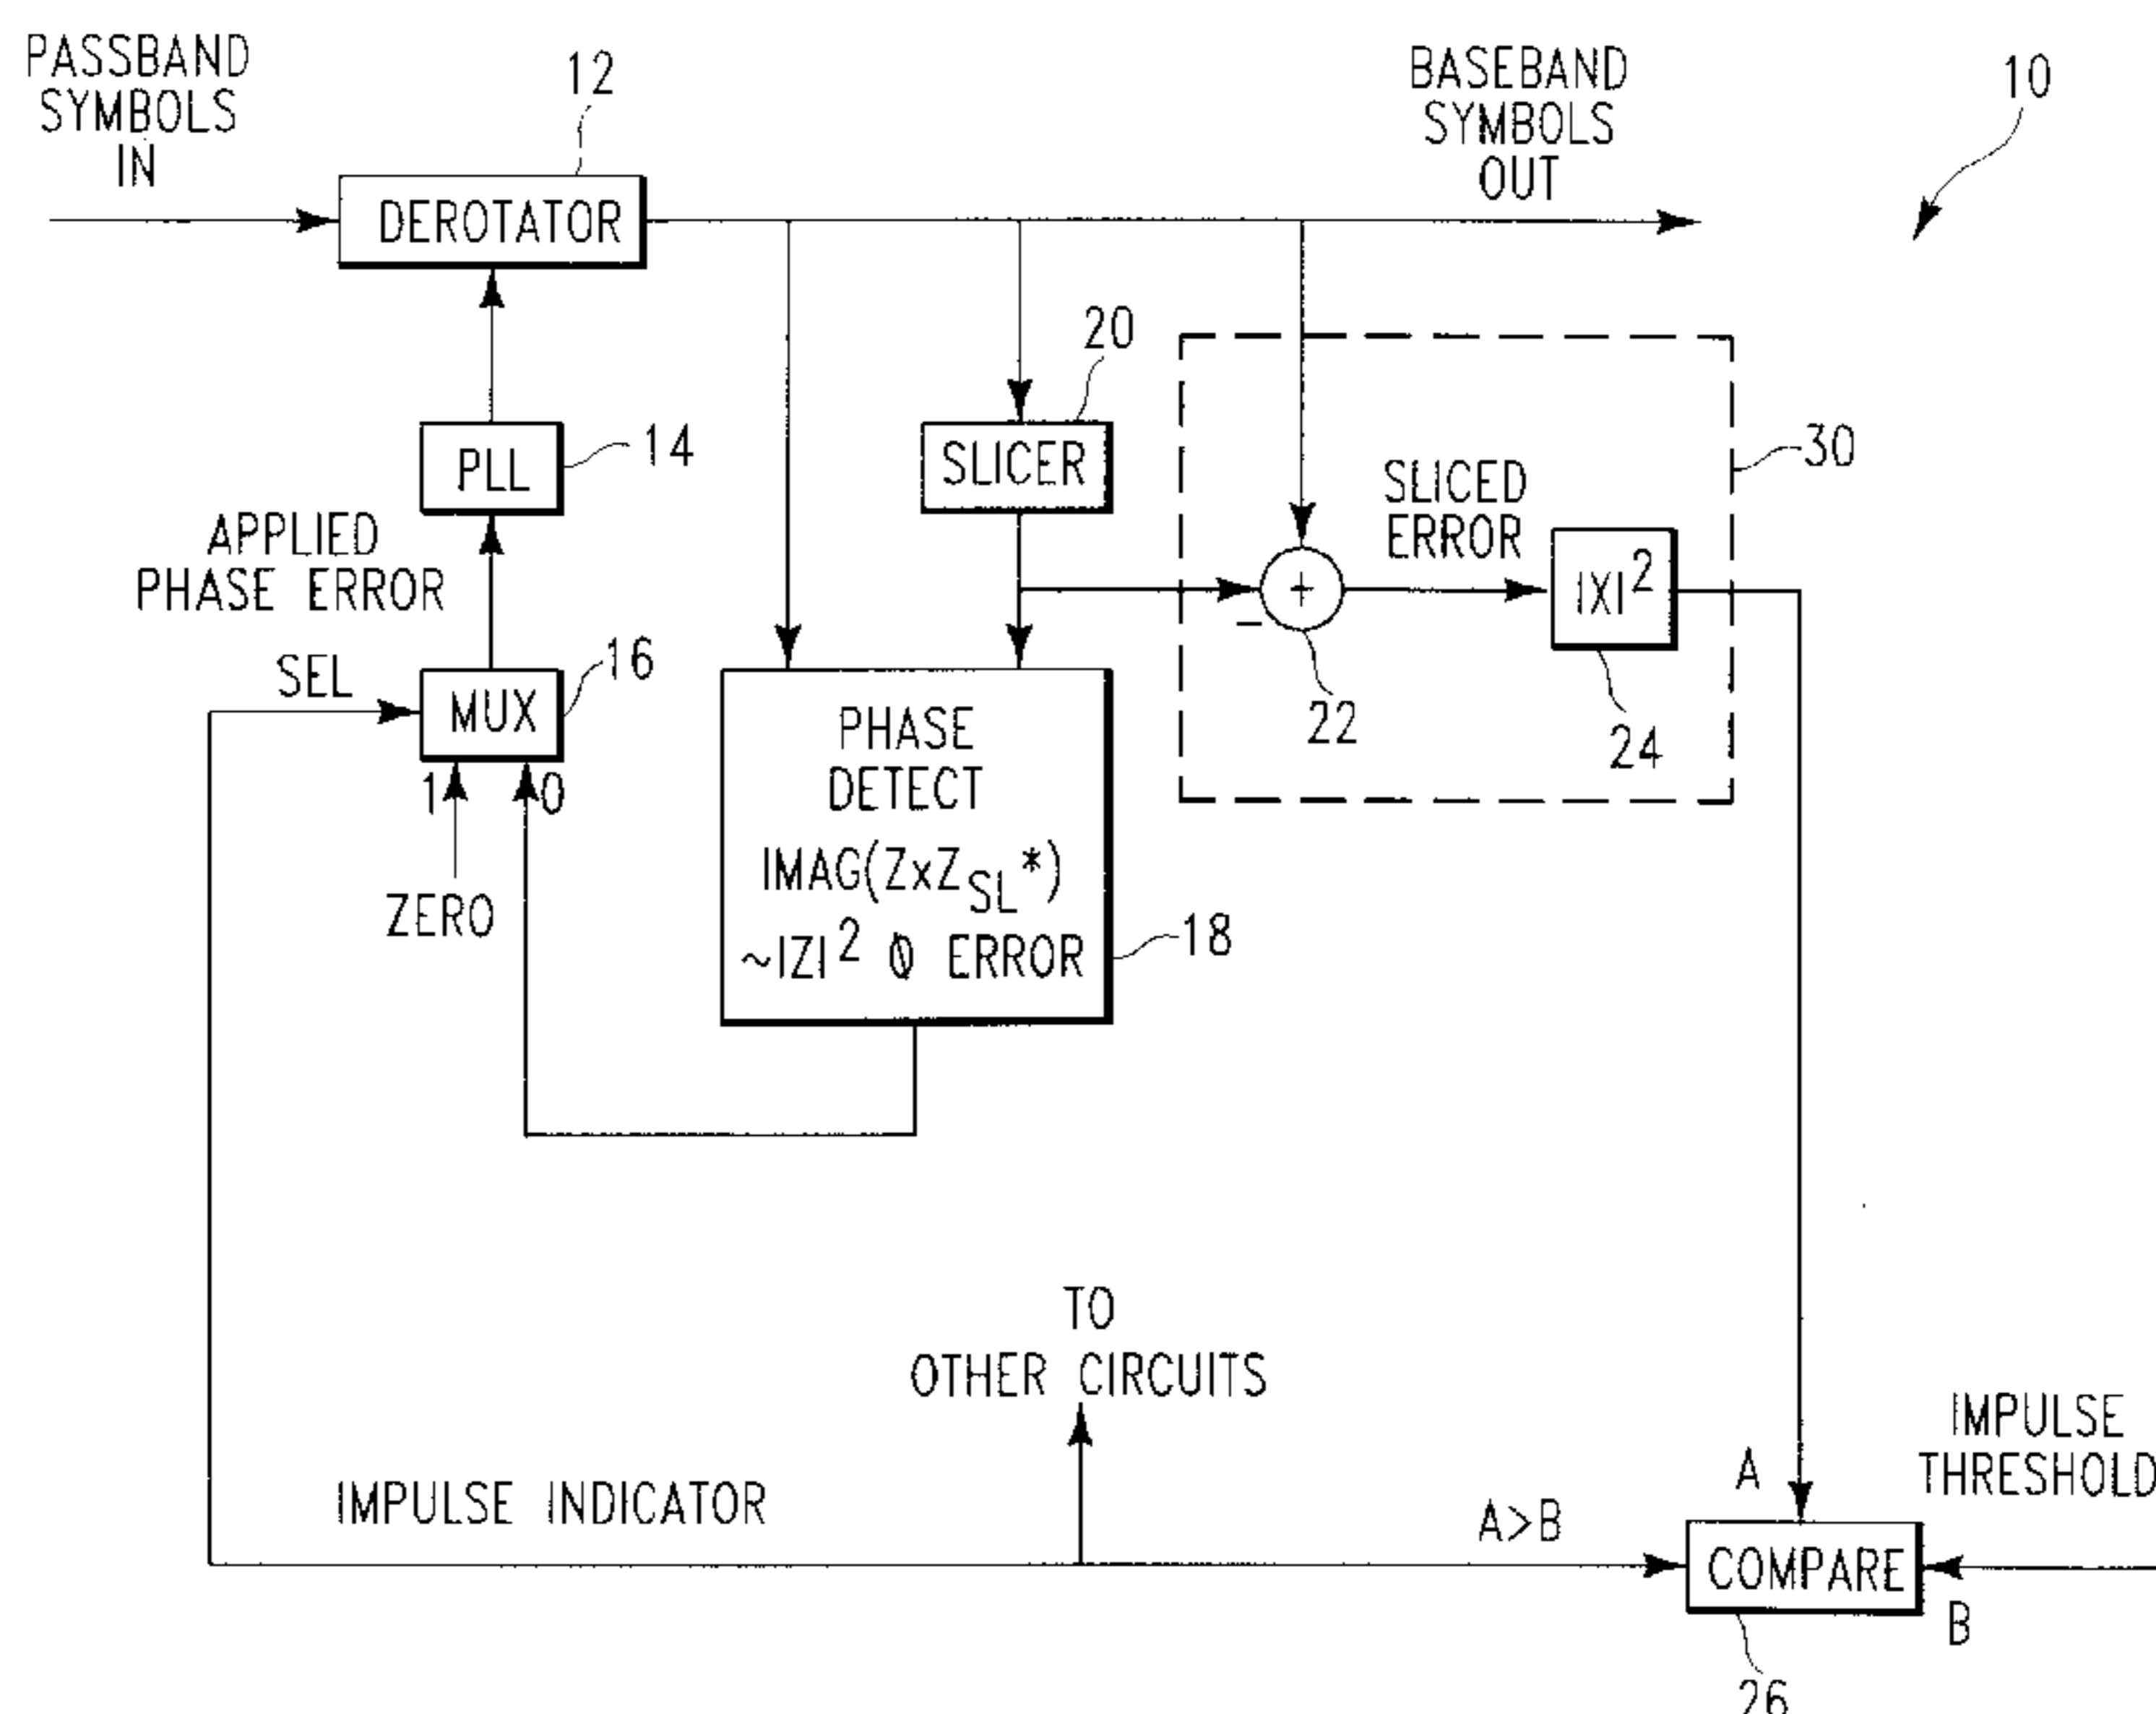 PASSBAND
SYMBOLS
IN
12
DEROTATOR
BASEBAND
SYMBOLS
OUT
10
PLL
14
APPLIED
PHASE ERROR
20
SLICER
SLICED
ERROR
30
+
−
22
|X|²
24
SEL
MUX
16
1
0
ZERO
PHASE
DETECT
IMAG(ZxZSL*)
~|Z|² ϕ ERROR
18
TO
OTHER CIRCUITS
IMPULSE INDICATOR
A>B
A
IMPULSE
THRESHOLD
COMPARE
B
26